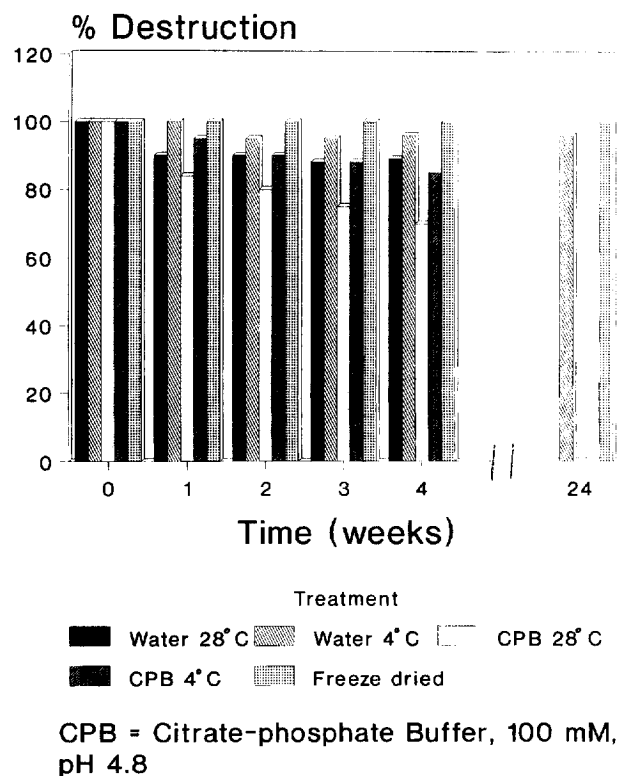 % Destruction
120
100
80
60
40
20
0
0 1 2 3 4 24
Time (weeks)
Treatment
Water 28°C Water 4°C CPB 28°C
CPB 4°C Freeze dried
CPB = Citrate-phosphate Buffer, 100 mM,
pH 4.8